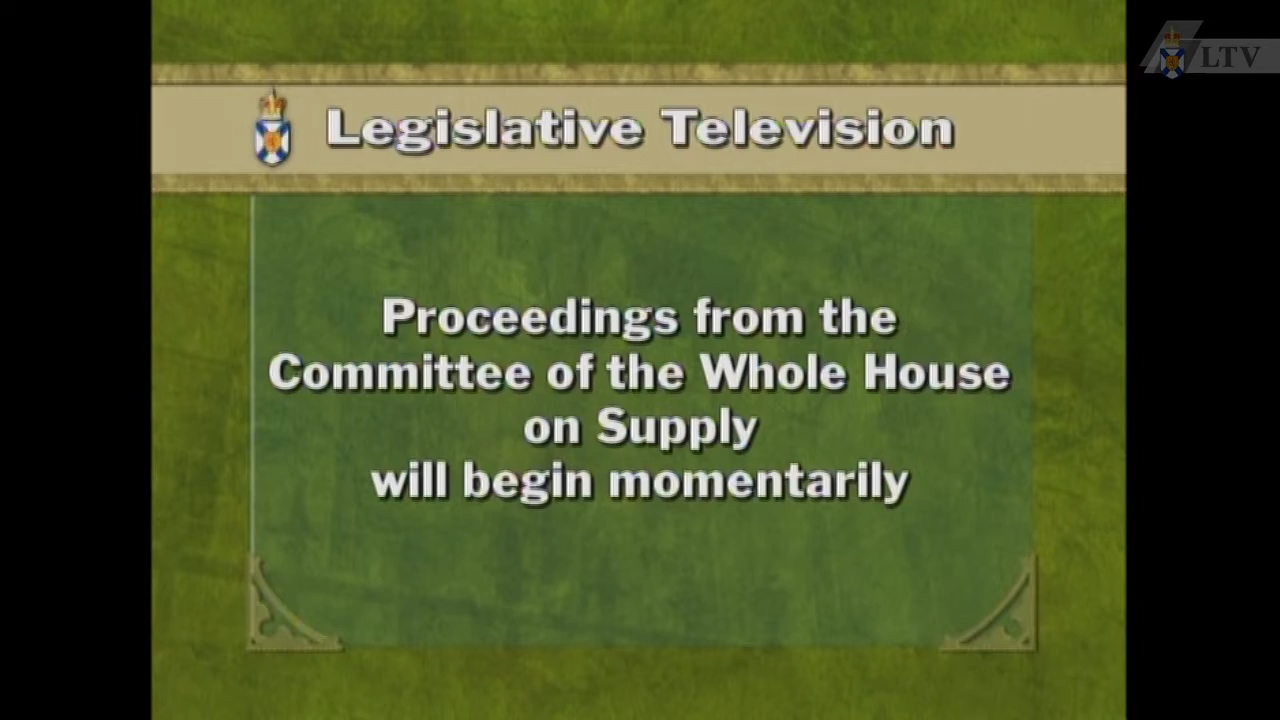 LTV
Legislative Television
Proceedings from the
Committee of the Whole House
on Supply
will begin momentarily